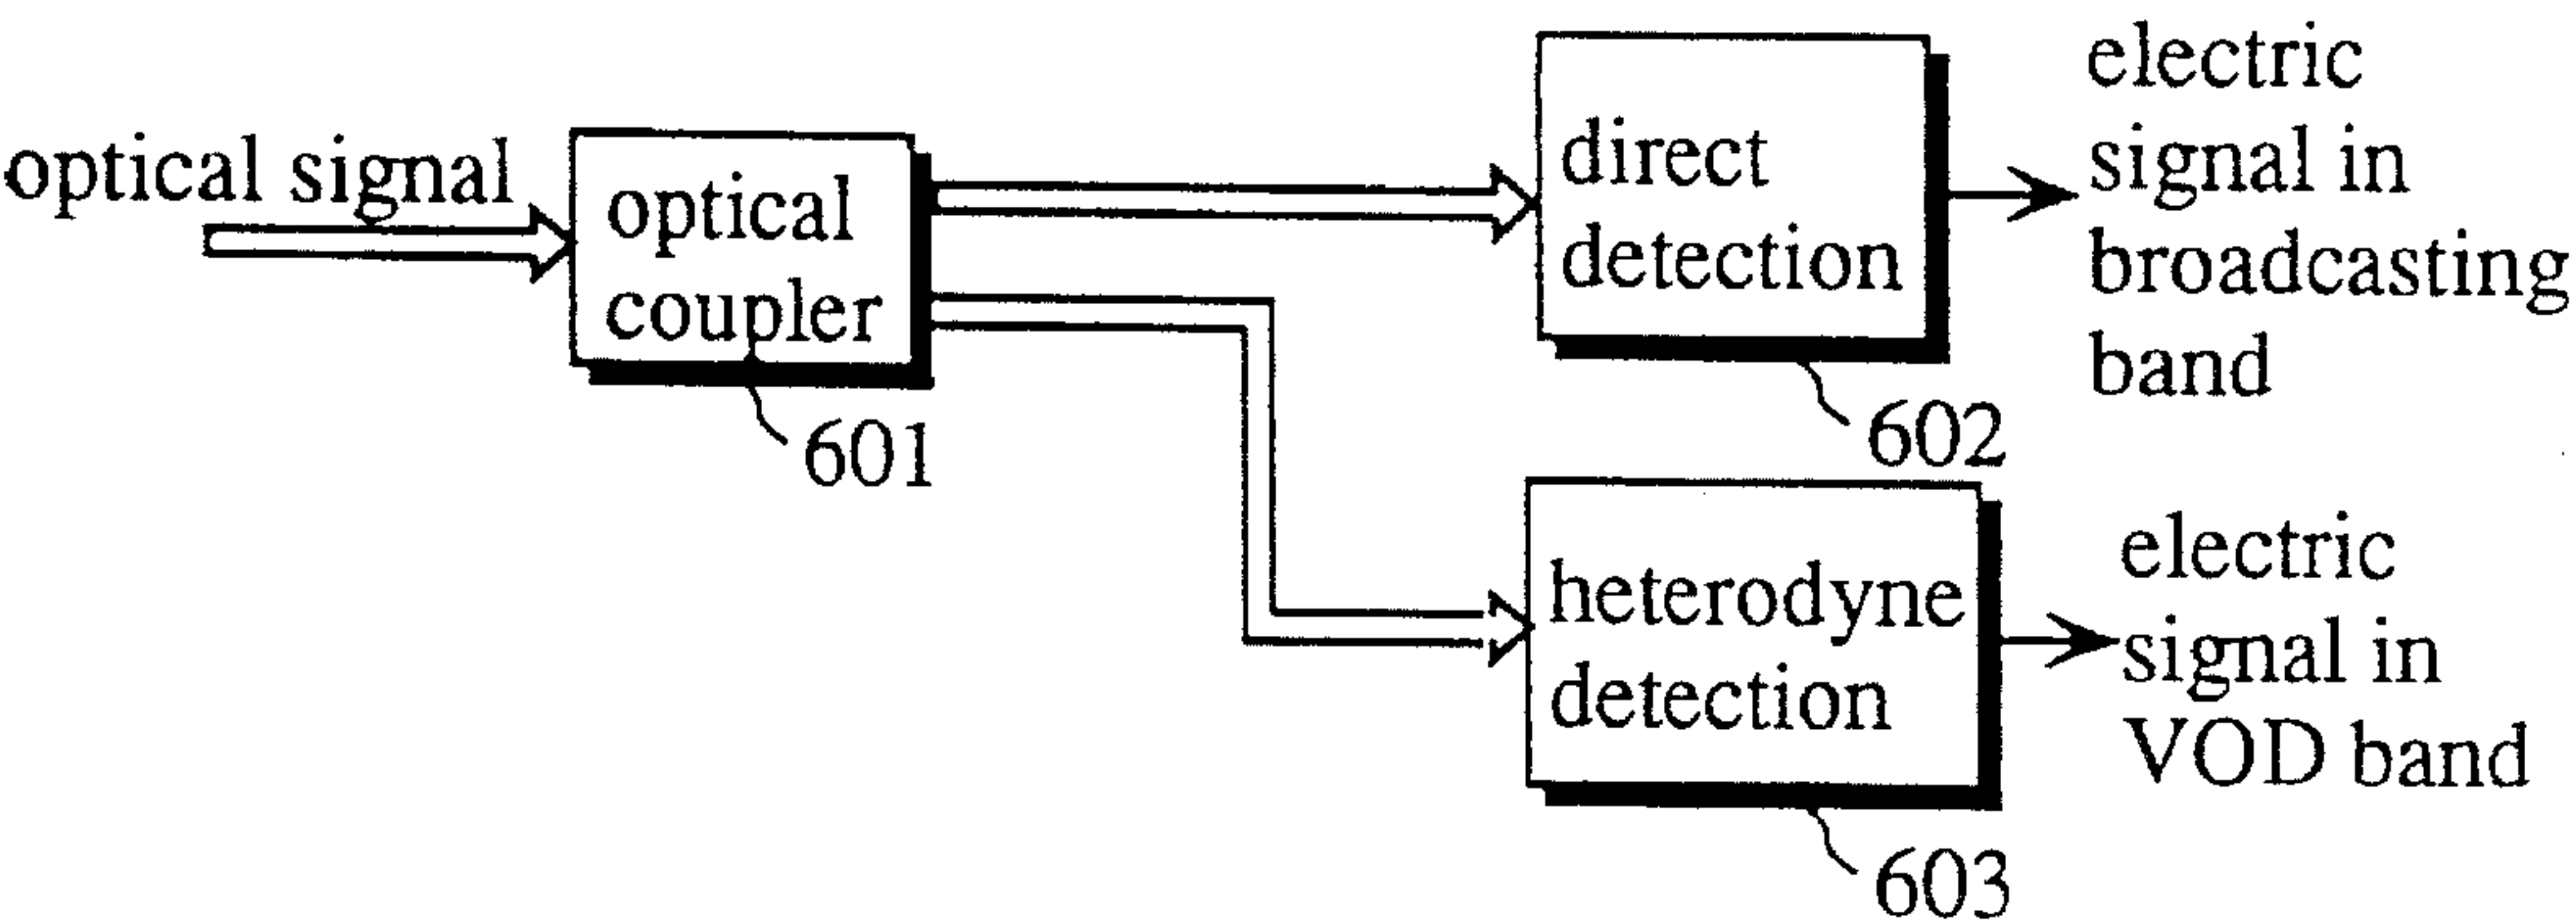 optical signal
optical
coupler
601
direct
detection
602
electric
signal in
broadcasting
band
heterodyne
detection
603
electric
signal in
VOD band